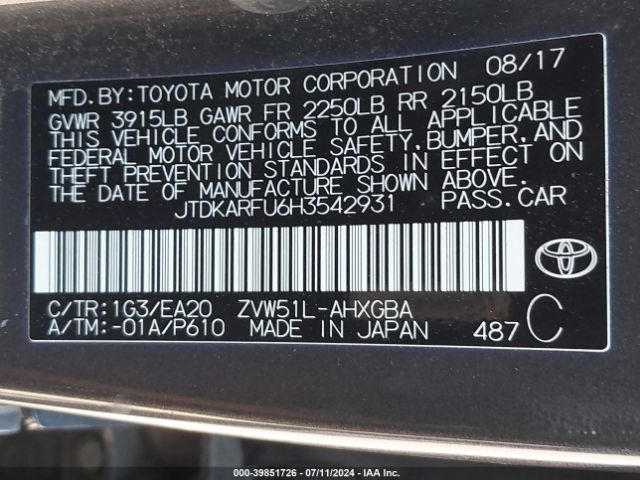 MFD.BY:TOYOTA MOTOR CORPORATION 08/17
GVWR 3915LB GAWR FR 2250LB RR 2150LB
THIS VEHICLE CONFORMS TO ALL APPLICABLE
FEDERAL MOTOR VEHICLE SAFETY,BUMPER,AND
THEFT PREVENTION STANDARDS IN EFFECT ON
THE DATE OF MANUFACTURE SHOWN ABOVE.
JTDKARFU6H3542931 PASS.CAR
C/TR:1G3/EA20 ZVW51L-AHXGBA
A/TM:-01A/P610 MADE IN JAPAN 487 C
000-39851726 - 07/11/2024 - IAA Inc.